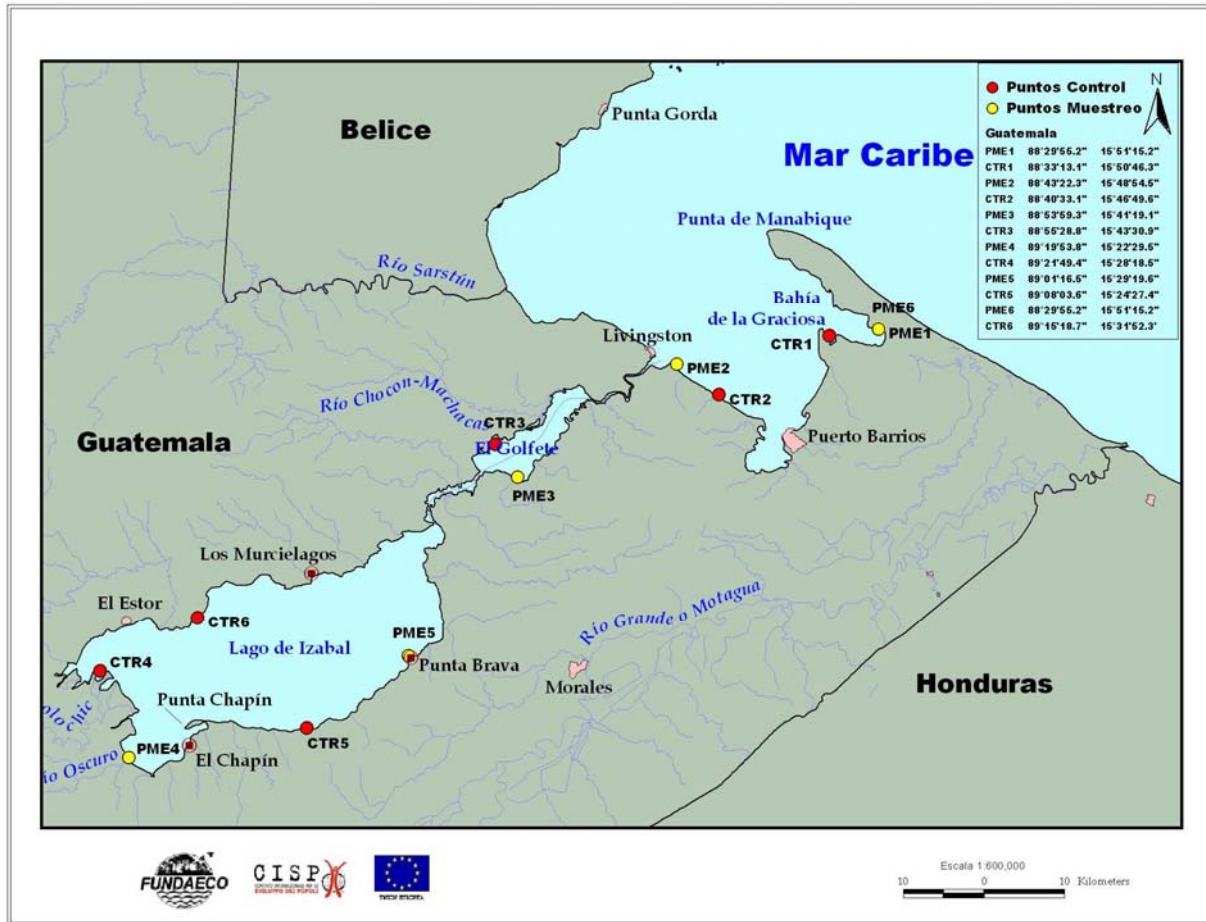 Belice
Punta Gorda
Mar Caribe
N
Puntos Control
Puntos Muestreo
Guatemala
PME1 88°29'55.2" 15°51'15.2"
CTR1 88°33'13.1" 15°50'46.3"
PME2 88°43'22.3" 15°48'54.5"
CTR2 88°40'33.1" 15°46'49.6"
PME3 88°53'59.3" 15°41'19.1"
CTR3 88°55'28.8" 15°43'30.9"
PME4 89°19'53.8" 15°22'29.5"
CTR4 89°21'49.4" 15°28'18.5"
PME5 89°01'16.5" 15°29'19.6"
CTR5 89°08'03.6" 15°24'27.4"
PME6 88°29'55.2" 15°51'15.2"
CTR6 89°15'18.7" 15°31'52.3'
Punta de Manabique
Río Sarstún
Bahía
de la Graciosa
PME6
PME1
CTR1
Livingston
PME2
CTR2
Río Chocon-Machacas
CTR3
El Golfete
Guatemala
Puerto Barrios
PME3
Los Murcielagos
El Estor
CTR6
Río Grande o Motagua
Lago de Izabal
PME5
Punta Brava
CTR4
Morales
Honduras
Punta Chapín
olochic
CTR5
PME4
El Chapín
ío Oscuro
FUNDAECO
CISP
SVILUPPO DEI POPOLI
UNION EUROPEA
Escala 1:600,000
10 0 10 Kilometers